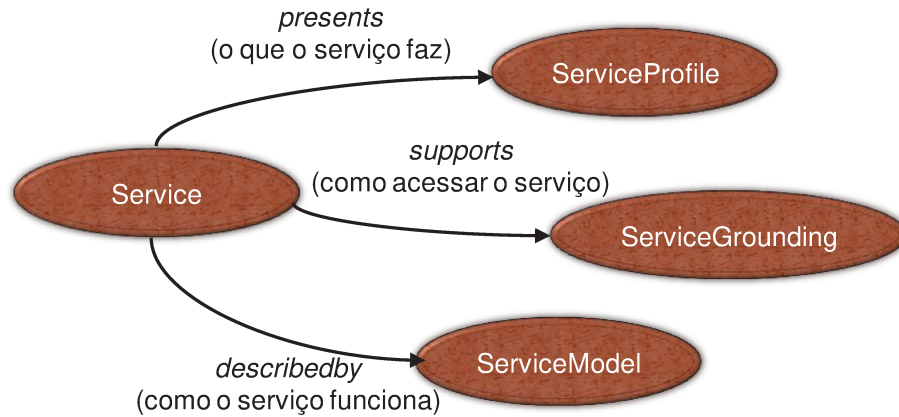 presents
(o que o serviço faz)
ServiceProfile
supports
(como acessar o serviço)
Service
ServiceGrounding
describedby
(como o serviço funciona)
ServiceModel